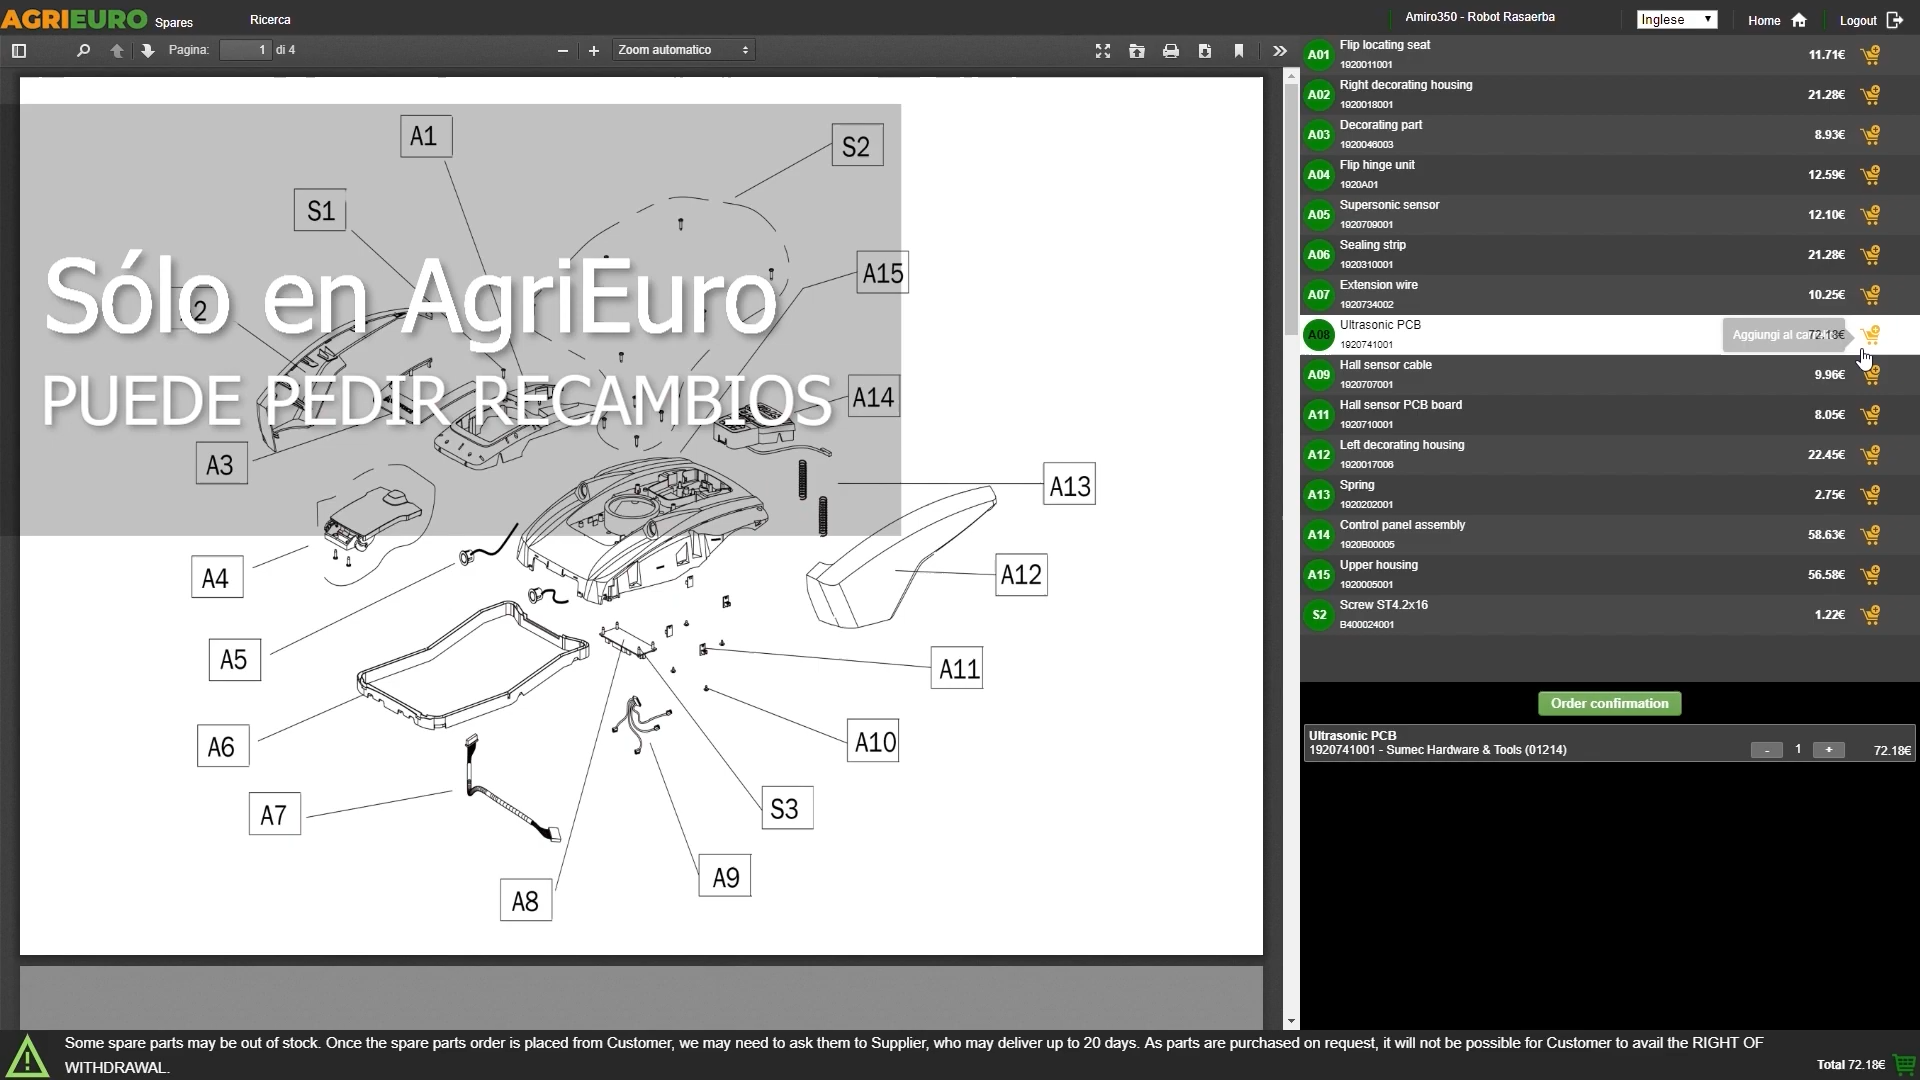 AGRIEURO Spares
Ricerca
Amiro350 - Robot Rasaerba
Inglese
Home
Logout
Pagina: 1 di 4
Zoom automatico
A1
S2
S1
A15
2
Sólo en AgriEuro
PUEDE PEDIR RECAMBIOS
A14
A3
A13
A4
A12
A5
A11
A6
A10
A7
S3
A9
A8
A01 Flip locating seat 11.71€
1920011001
A02 Right decorating housing 21.28€
1920018001
A03 Decorating part 8.93€
1920046003
A04 Flip hinge unit 12.59€
1920A01
A05 Supersonic sensor 12.10€
1920709001
A06 Sealing strip 21.28€
1920310001
A07 Extension wire 10.25€
1920734002
A08 Ultrasonic PCB Aggiungi al
1920741001
A09 Hall sensor cable 9.96€
1920707001
A11 Hall sensor PCB board 8.05€
1920710001
A12 Left decorating housing 22.45€
1920017006
A13 Spring 2.75€
1920202001
A14 Control panel assembly 58.63€
1920B00005
A15 Upper housing 56.58€
1920005001
S2 Screw ST4.2x16 1.22€
B400024001
Order confirmation
Ultrasonic PCB
1920741001 - Sumec Hardware & Tools (01214) - 1 + 72.18€
Some spare parts may be out of stock. Once the spare parts order is placed from Customer, we may need to ask them to Supplier, who may deliver up to 20 days. As parts are purchased on request, it will not be possible for Customer to avail the RIGHT OF
WITHDRAWAL.
Total 72.18€